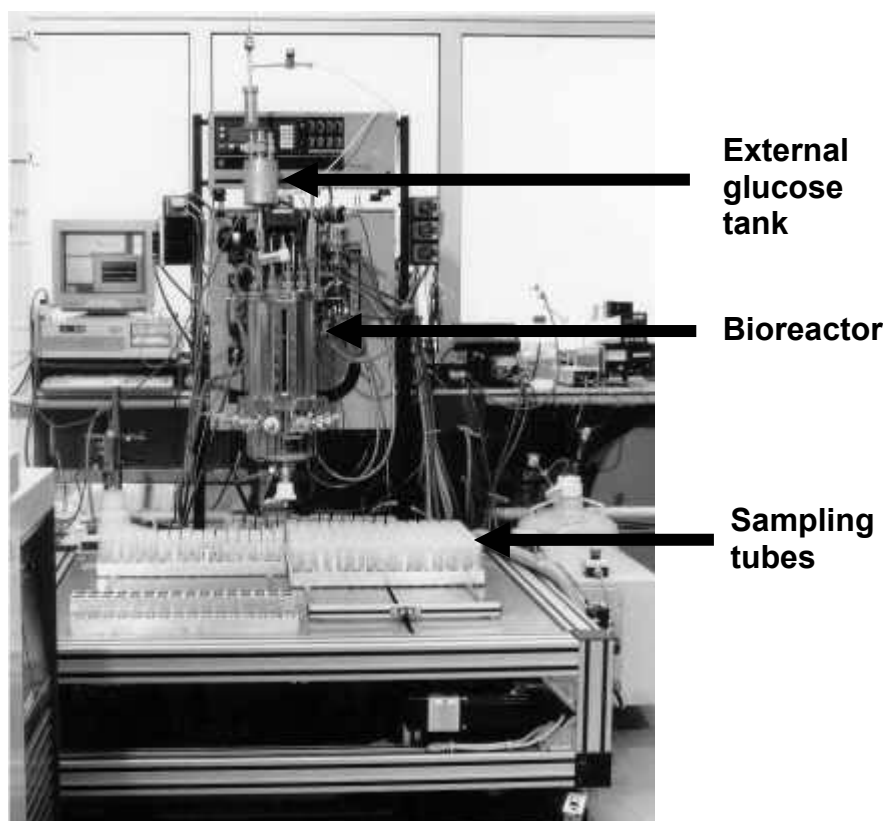 External
glucose
tank
Bioreactor
Sampling
tubes